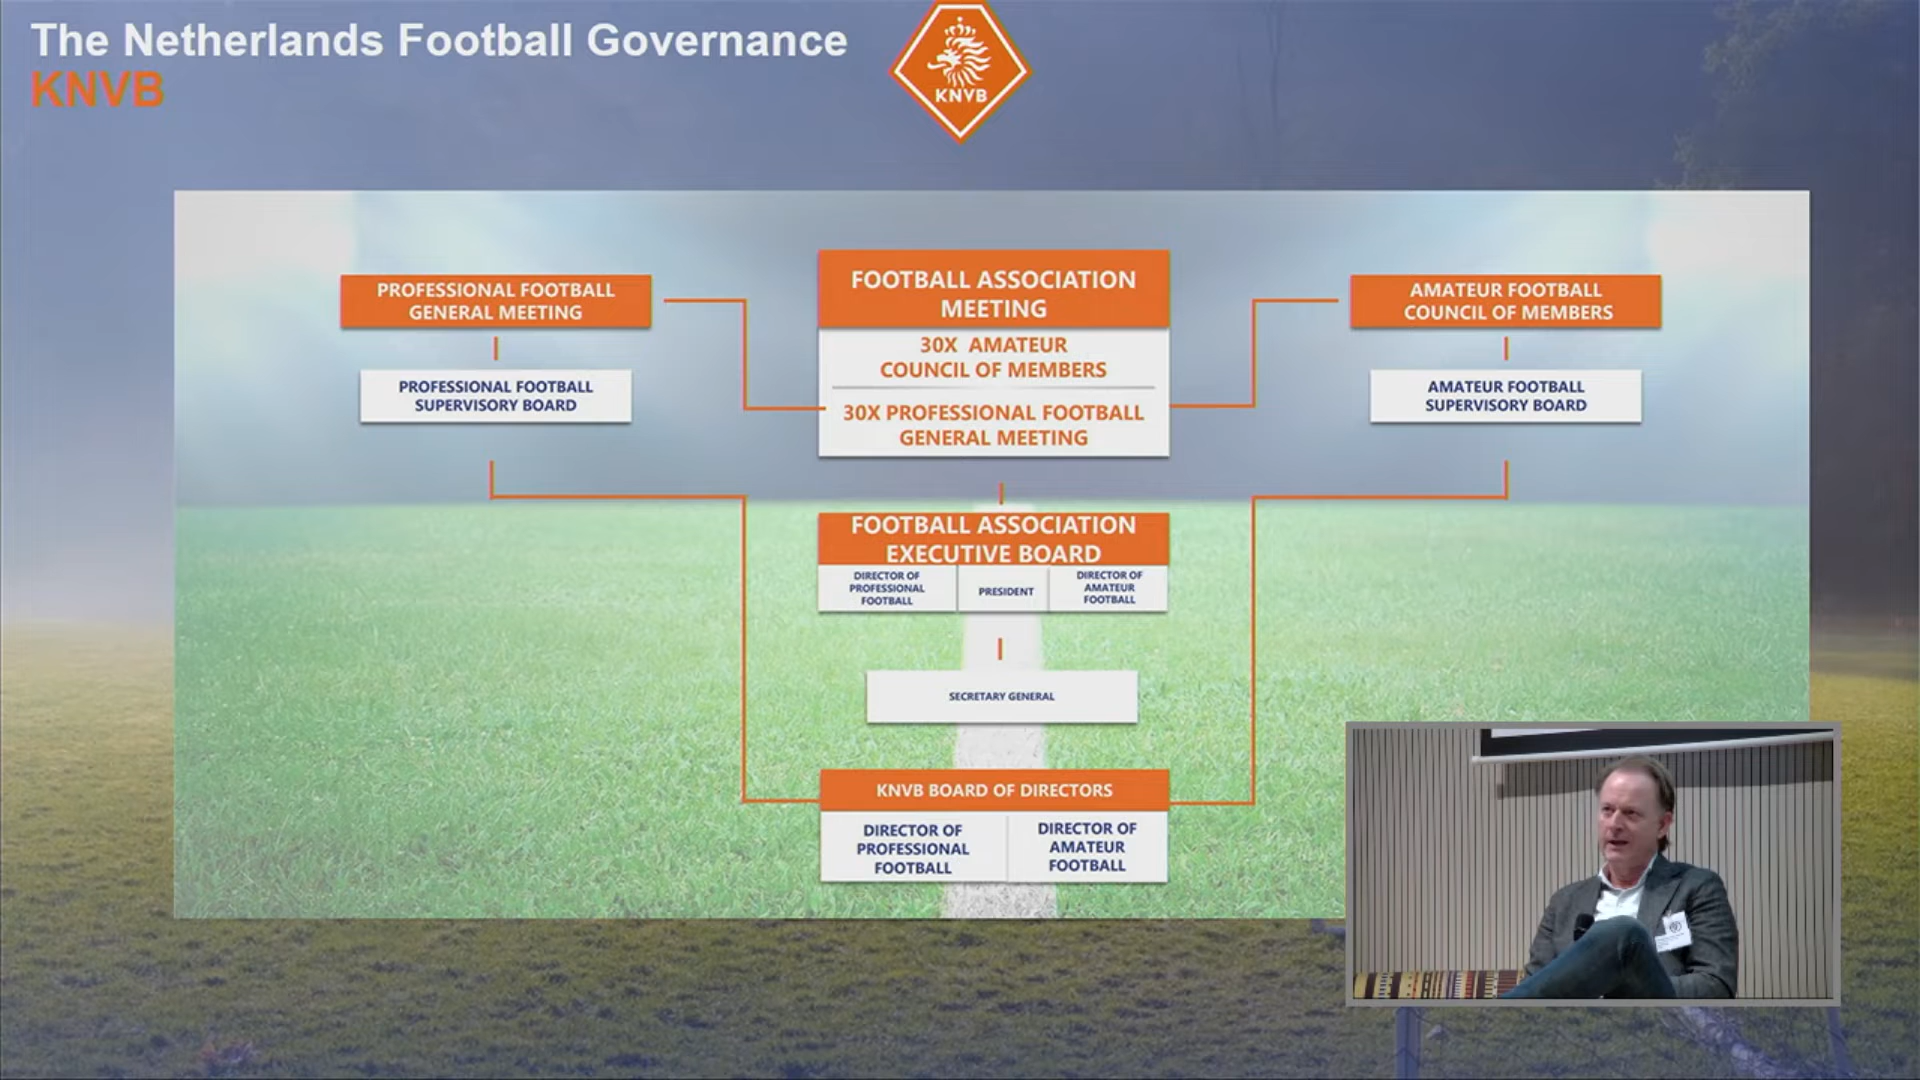 The Netherlands Football Governance
KNVB
KNVB
PROFESSIONAL FOOTBALL
GENERAL MEETING
PROFESSIONAL FOOTBALL
SUPERVISORY BOARD
FOOTBALL ASSOCIATION
MEETING
30X AMATEUR
COUNCIL OF MEMBERS
30X PROFESSIONAL FOOTBALL
GENERAL MEETING
AMATEUR FOOTBALL
COUNCIL OF MEMBERS
AMATEUR FOOTBALL
SUPERVISORY BOARD
FOOTBALL ASSOCIATION
EXECUTIVE BOARD
DIRECTOR OF
PROFESSIONAL
FOOTBALL
PRESIDENT
DIRECTOR OF
AMATEUR
FOOTBALL
SECRETARY GENERAL
KNVB BOARD OF DIRECTORS
DIRECTOR OF
PROFESSIONAL
FOOTBALL
DIRECTOR OF
AMATEUR
FOOTBALL